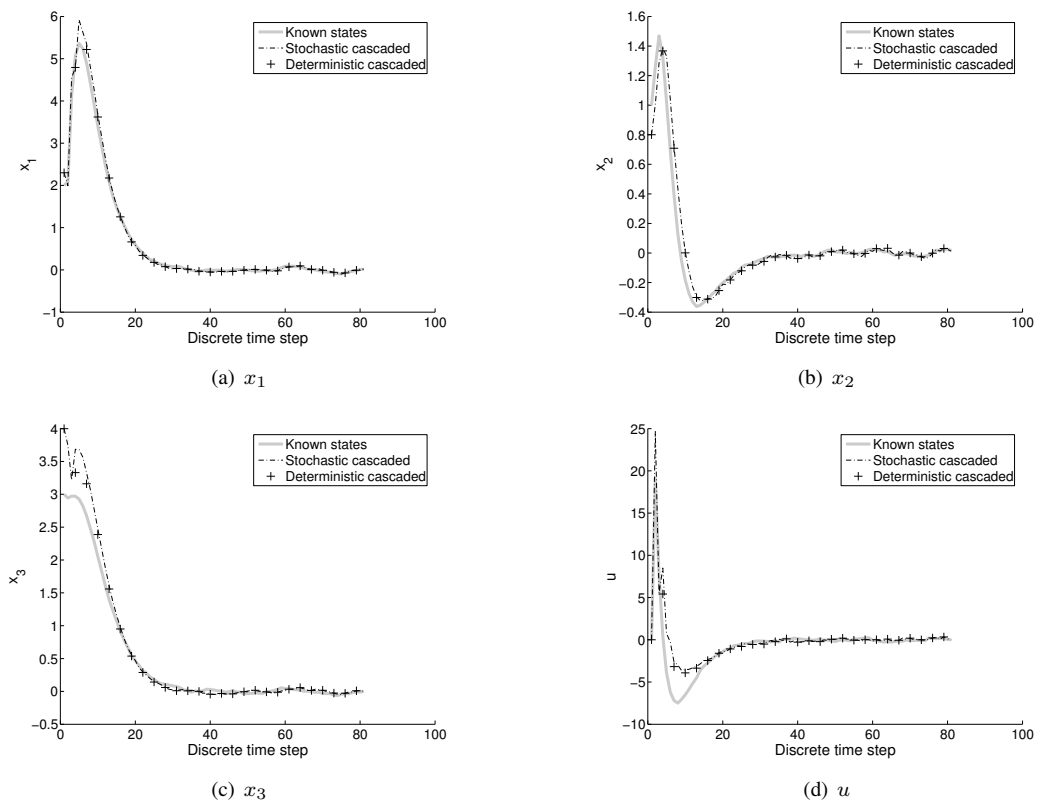 6
5
4
3
2
1
0
−1
0
20
40
60
80
100
x1
Discrete time step
Known states
Stochastic cascaded
Deterministic cascaded
(a) x1
1.6
1.4
1.2
1
0.8
0.6
0.4
0.2
0
−0.2
−0.4
0
20
40
60
80
100
x2
Discrete time step
Known states
Stochastic cascaded
Deterministic cascaded
(b) x2
4
3.5
3
2.5
2
1.5
1
0.5
0
−0.5
0
20
40
60
80
100
x3
Discrete time step
Known states
Stochastic cascaded
Deterministic cascaded
(c) x3
25
20
15
10
5
0
−5
−10
0
20
40
60
80
100
u
Discrete time step
Known states
Stochastic cascaded
Deterministic cascaded
(d) u